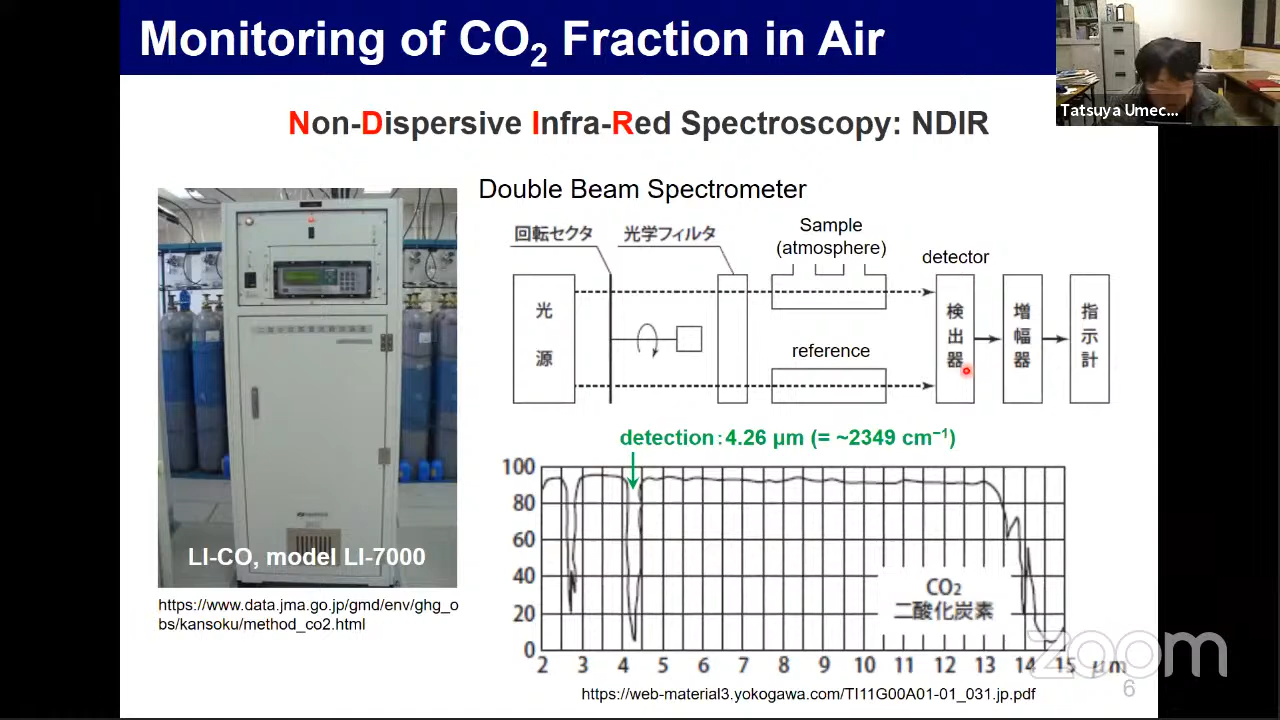 Monitoring of CO2 Fraction in Air
Tatsuya Umec...
Non-Dispersive Infra-Red Spectroscopy: NDIR
Double Beam Spectrometer
回転セクタ
光学フィルタ
Sample
(atmosphere)
detector
光源
検出器
増幅器
指示計
reference
detection：4.26 µm (= ~2349 cm−1)
100
80
60
40
20
0
CO2
二酸化炭素
2 3 4 5 6 7 8 9 10 11 12 13 14 15 µm
LI-CO, model LI-7000
https://www.data.jma.go.jp/gmd/env/ghg_o
bs/kansoku/method_co2.html
https://web-material3.yokogawa.com/TI11G00A01-01_031.jp.pdf
zoom
6